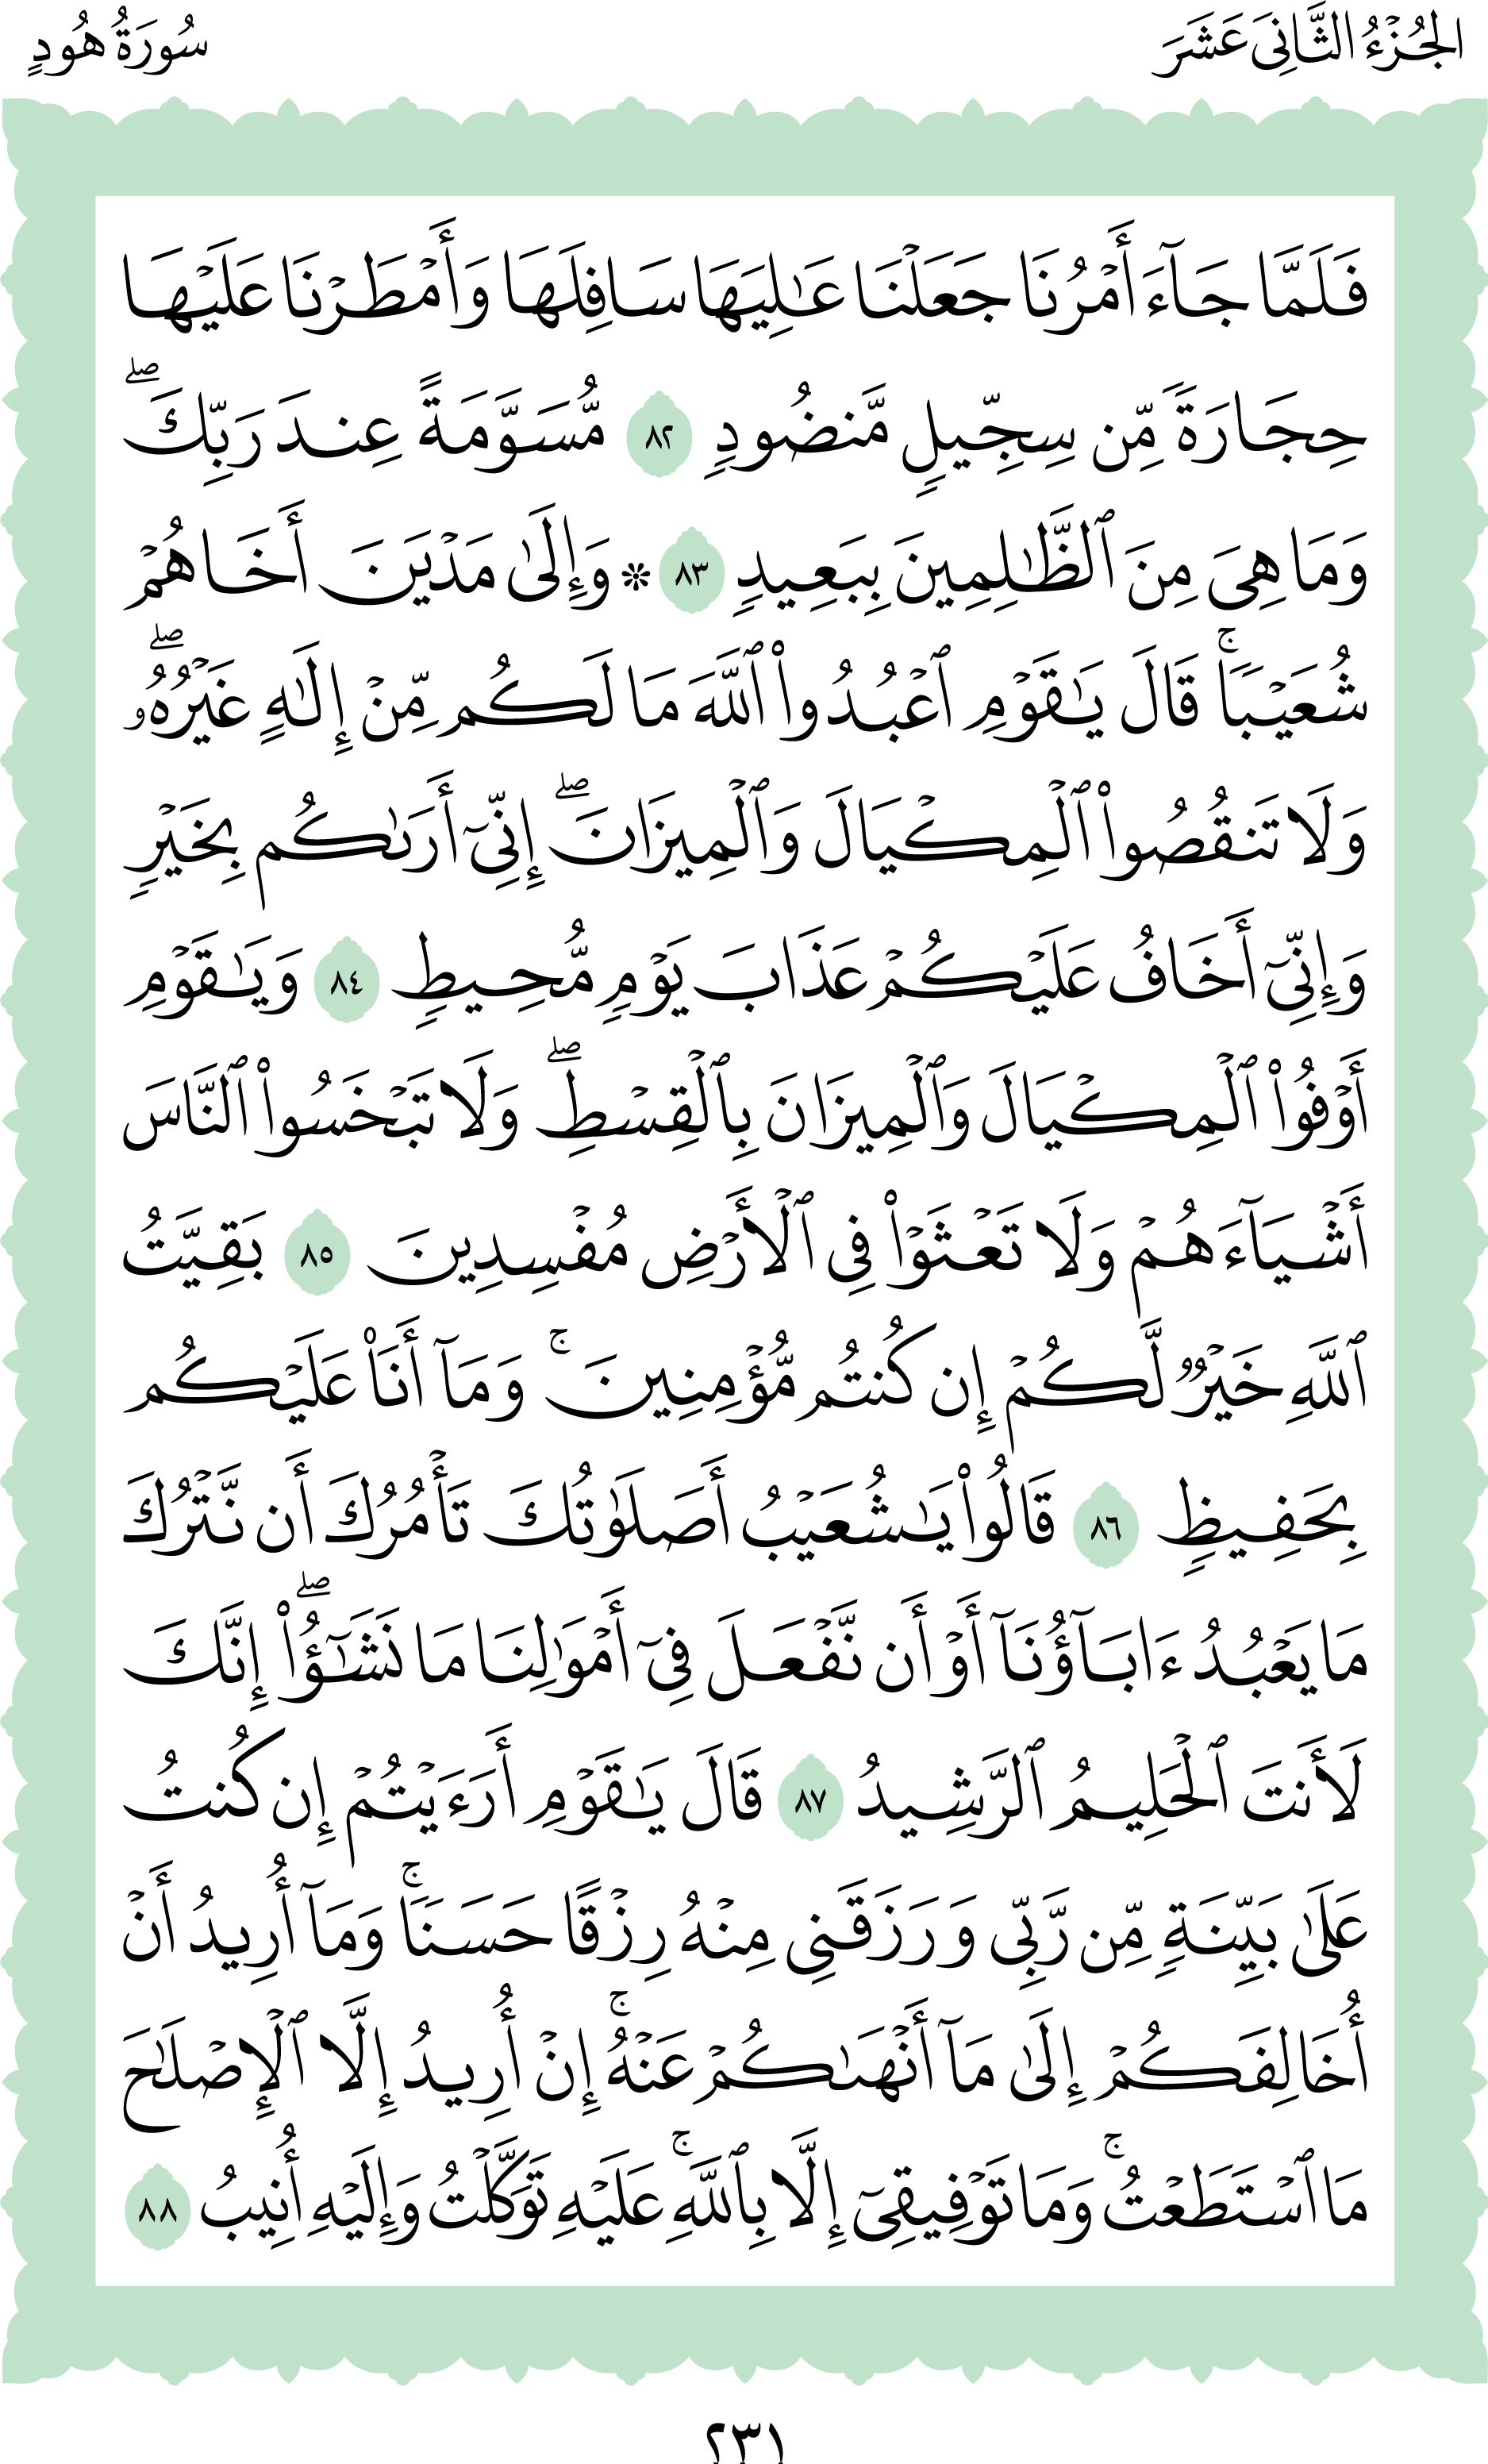 الجُزْءُ الثَّانِيَ عَشَرَ
سُورَةُ هُودٍ
فَلَمَّا جَآءَ أَمۡرُنَا جَعَلۡنَا عَٰلِيَهَا سَافِلَهَا وَأَمۡطَرۡنَا عَلَيۡهَا
حِجَارَةٗ مِّن سِجِّيلٖ مَّنضُودٖ ٨٢ مُّسَوَّمَةً عِندَ رَبِّكَۖ
وَمَا هِيَ مِنَ ٱلظَّٰلِمِينَ بِبَعِيدٖ ٨٣ ۞ وَإِلَىٰ مَدۡيَنَ أَخَاهُمۡ
شُعَيۡبٗاۚ قَالَ يَٰقَوۡمِ ٱعۡبُدُواْ ٱللَّهَ مَا لَكُم مِّنۡ إِلَٰهٍ غَيۡرُهُۥۖ
وَلَا تَنقُصُواْ ٱلۡمِكۡيَالَ وَٱلۡمِيزَانَۖ إِنِّيٓ أَرَىٰكُم بِخَيۡرٖ
وَإِنِّيٓ أَخَافُ عَلَيۡكُمۡ عَذَابَ يَوۡمٖ مُّحِيطٖ ٨٤ وَيَٰقَوۡمِ
أَوۡفُواْ ٱلۡمِكۡيَالَ وَٱلۡمِيزَانَ بِٱلۡقِسۡطِۖ وَلَا تَبۡخَسُواْ ٱلنَّاسَ
أَشۡيَآءَهُمۡ وَلَا تَعۡثَوۡاْ فِي ٱلۡأَرۡضِ مُفۡسِدِينَ ٨٥ بَقِيَّتُ
ٱللَّهِ خَيۡرٞ لَّكُمۡ إِن كُنتُم مُّؤۡمِنِينَۚ وَمَآ أَنَا۠ عَلَيۡكُم
بِحَفِيظٖ ٨٦ قَالُواْ يَٰشُعَيۡبُ أَصَلَوٰتُكَ تَأۡمُرُكَ أَن نَّتۡرُكَ
مَا يَعۡبُدُ ءَابَآؤُنَآ أَوۡ أَن نَّفۡعَلَ فِيٓ أَمۡوَٰلِنَا مَا نَشَٰٓؤُاْۖ إِنَّكَ
لَأَنتَ ٱلۡحَلِيمُ ٱلرَّشِيدُ ٨٧ قَالَ يَٰقَوۡمِ أَرَءَيۡتُمۡ إِن كُنتُ
عَلَىٰ بَيِّنَةٖ مِّن رَّبِّي وَرَزَقَنِي مِنۡهُ رِزۡقًا حَسَنٗاۚ وَمَآ أُرِيدُ أَنۡ
أُخَالِفَكُمۡ إِلَىٰ مَآ أَنۡهَىٰكُمۡ عَنۡهُۚ إِنۡ أُرِيدُ إِلَّا ٱلۡإِصۡلَٰحَ
مَا ٱسۡتَطَعۡتُۚ وَمَا تَوۡفِيقِيٓ إِلَّا بِٱللَّهِۚ عَلَيۡهِ تَوَكَّلۡتُ وَإِلَيۡهِ أُنِيبُ ٨٨
٢٣١